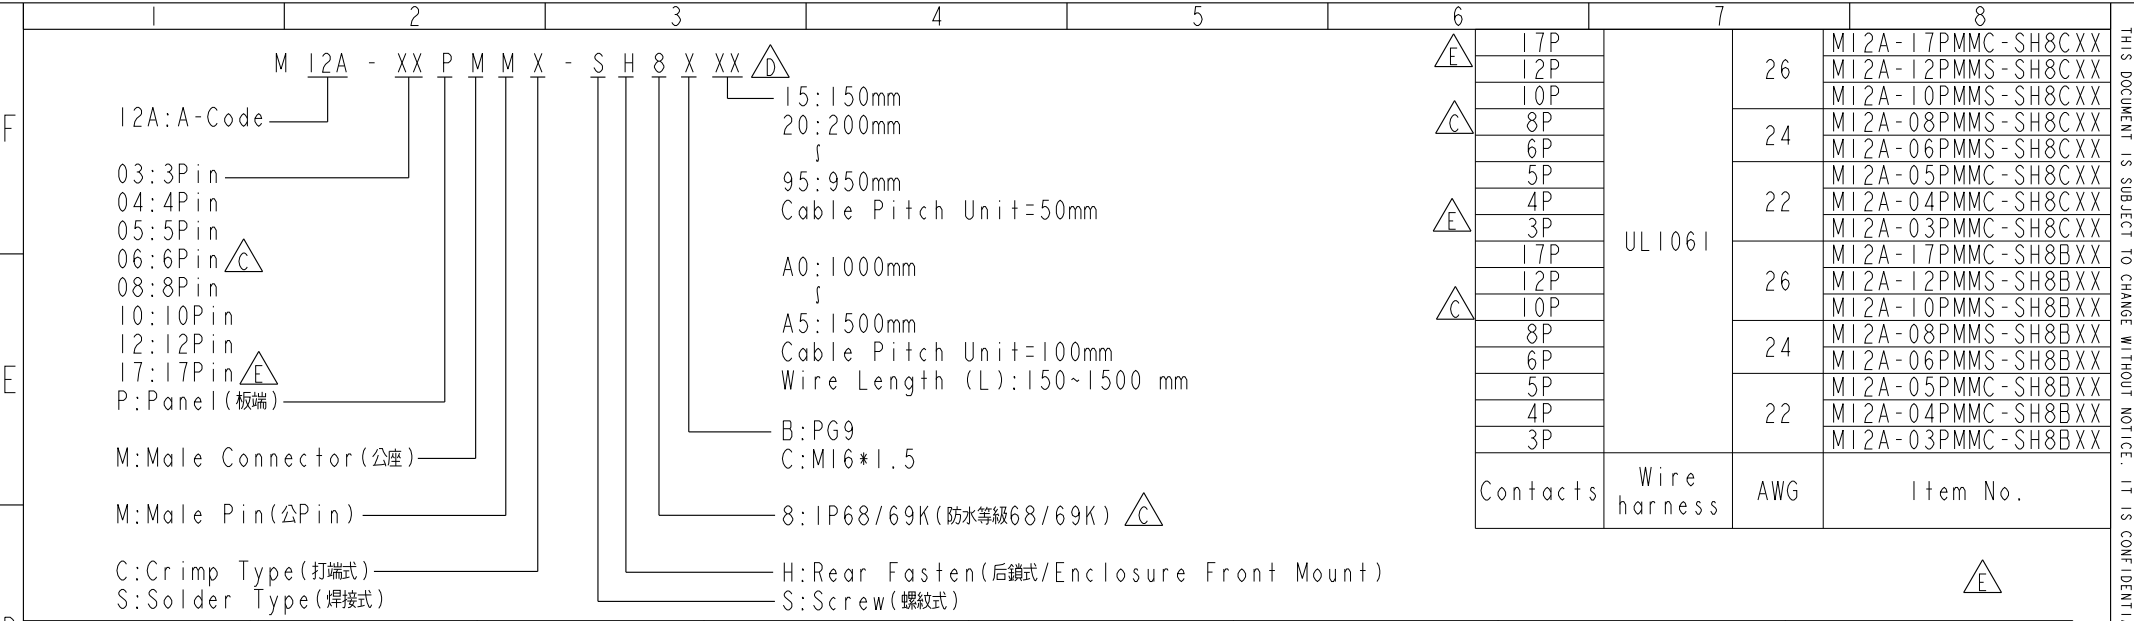 1 2 3 4 5 6 7 8
M 12A - XX P M M X - S H 8 X XX D
12A:A-Code
03:3Pin
04:4Pin
05:5Pin
06:6Pin C
08:8Pin
10:10Pin
12:12Pin
17:17Pin E
P:Panel(板端)
M:Male Connector(公座)
M:Male Pin(公Pin)
C:Crimp Type(打端式)
S:Solder Type(焊接式)
15:150mm
20:200mm
∫
95:950mm
Cable Pitch Unit=50mm
A0:1000mm
∫
A5:1500mm
Cable Pitch Unit=100mm
Wire Length (L):150~1500 mm
B:PG9
C:M16*1.5
8:IP68/69K(防水等級68/69K) C
H:Rear Fasten(后鎖式/Enclosure Front Mount)
S:Screw(螺紋式)
E 17P UL1061 26 M12A-17PMMC-SH8CXX
12P M12A-12PMMS-SH8CXX
10P M12A-10PMMS-SH8CXX
C 8P 24 M12A-08PMMS-SH8CXX
6P M12A-06PMMS-SH8CXX
5P 22 M12A-05PMMC-SH8CXX
E 4P M12A-04PMMC-SH8CXX
3P M12A-03PMMC-SH8CXX
17P 26 M12A-17PMMC-SH8BXX
12P M12A-12PMMS-SH8BXX
C 10P M12A-10PMMS-SH8BXX
8P 24 M12A-08PMMS-SH8BXX
6P M12A-06PMMS-SH8BXX
5P 22 M12A-05PMMC-SH8BXX
4P M12A-04PMMC-SH8BXX
3P M12A-03PMMC-SH8BXX
Contacts Wire harness AWG Item No.
E
F
E
THIS DOCUMENT IS SUBJECT TO CHANGE WITHOUT NOTICE. IT IS